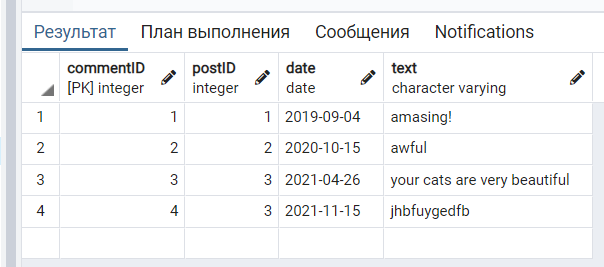 Результат План выполнения Сообщения Notifications
commentID postID date text
[PK] integer integer date character varying
1 1 1 2019-09-04 amasing!
2 2 2 2020-10-15 awful
3 3 3 2021-04-26 your cats are very beautiful
4 4 3 2021-11-15 jhbfuygedfb